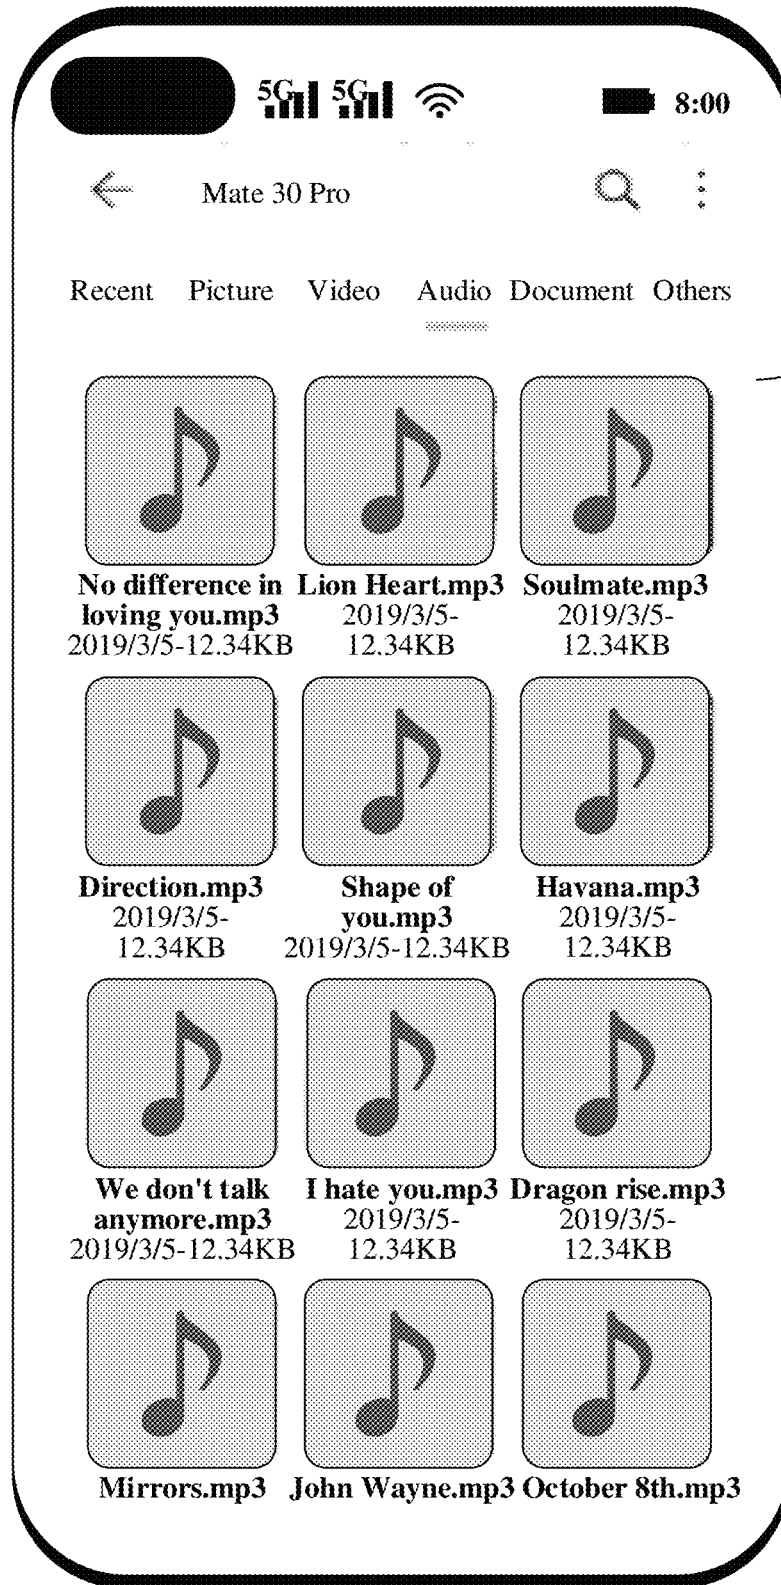 5G 5G 8:00
Mate 30 Pro
Recent Picture Video Audio Document Others
No difference in loving you.mp3
2019/3/5-12.34KB
Lion Heart.mp3
2019/3/5-
12.34KB
Soulmate.mp3
2019/3/5-
12.34KB
Direction.mp3
2019/3/5-
12.34KB
Shape of
you.mp3
2019/3/5-12.34KB
Havana.mp3
2019/3/5-
12.34KB
We don't talk
anymore.mp3
2019/3/5-12.34KB
I hate you.mp3
2019/3/5-
12.34KB
Dragon rise.mp3
2019/3/5-
12.34KB
Mirrors.mp3
John Wayne.mp3
October 8th.mp3